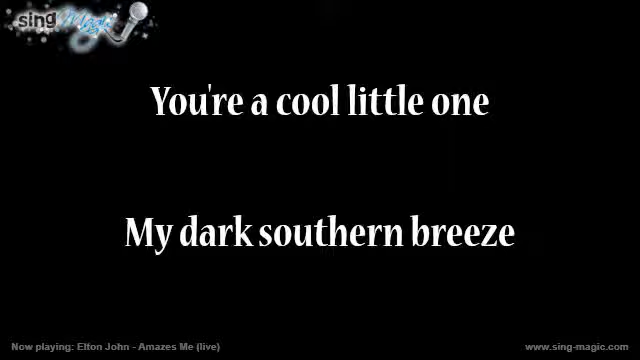 sing Magic
You're a cool little one
My dark southern breeze
Now playing: Elton John - Amazes Me (live)
www.sing-magic.com